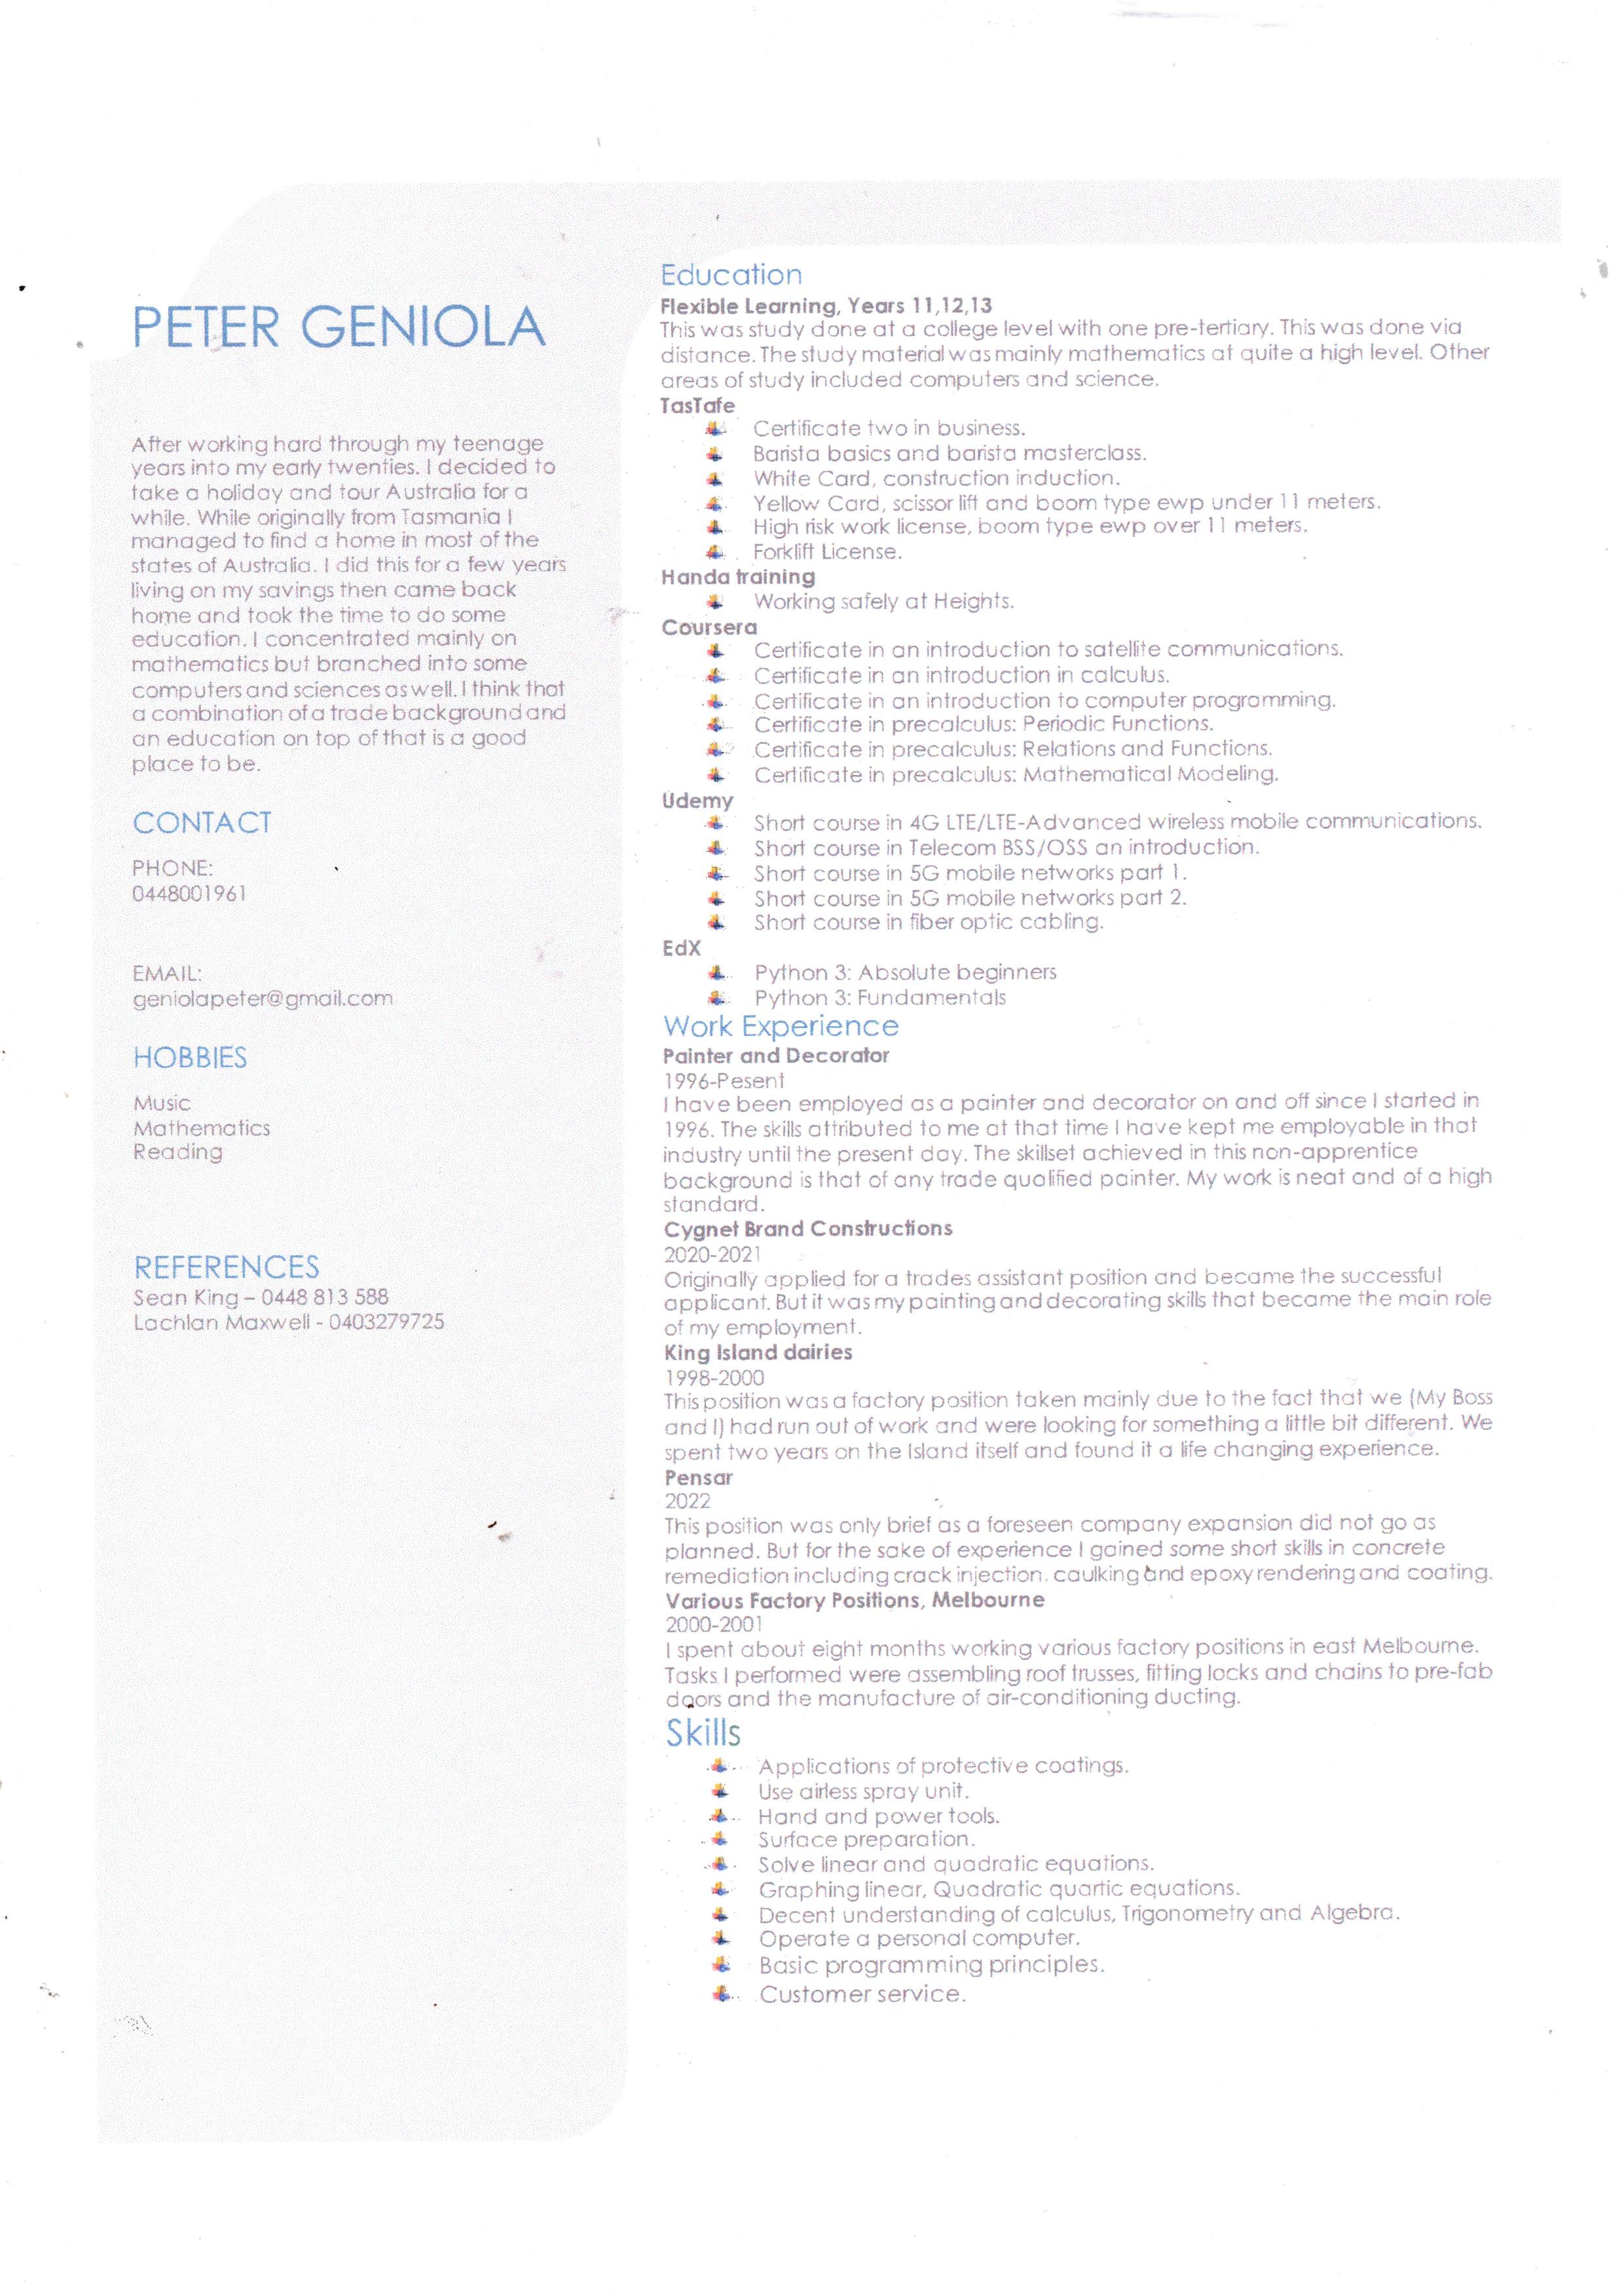 PETER GENIOLA
After working hard through my teenage
years into my early twenties. I decided to
take a holiday and tour Australia for a
while. While originally from Tasmania I
managed to find a home in most of the
states of Australia. I did this for a few years
living on my savings then came back
home and took the time to do some
education. I concentrated mainly on
mathematics but branched into some
computers and sciences as well. I think that
a combination of a trade background and
an education on top of that is a good
place to be.
CONTACT
PHONE:
0448001961
EMAIL:
geniolapeter@gmail.com
HOBBIES
Music
Mathematics
Reading
REFERENCES
Sean King – 0448 813 588
Lachlan Maxwell - 0403279725
Education
Flexible Learning, Years 11,12,13
This was study done at a college level with one pre-tertiary. This was done via
distance. The study material was mainly mathematics at quite a high level. Other
areas of study included computers and science.
TasTafe
Certificate two in business.
Barista basics and barista masterclass.
White Card, construction induction.
Yellow Card, scissor lift and boom type ewp under 11 meters.
High risk work license, boom type ewp over 11 meters.
Forklift License.
Handa training
Working safely at Heights.
Coursera
Certificate in an introduction to satellite communications.
Certificate in an introduction in calculus.
Certificate in an introduction to computer programming.
Certificate in precalculus: Periodic Functions.
Certificate in precalculus: Relations and Functions.
Certificate in precalculus: Mathematical Modeling.
Udemy
Short course in 4G LTE/LTE-Advanced wireless mobile communications.
Short course in Telecom BSS/OSS an introduction.
Short course in 5G mobile networks part 1.
Short course in 5G mobile networks part 2.
Short course in fiber optic cabling.
EdX
Python 3: Absolute beginners
Python 3: Fundamentals
Work Experience
Painter and Decorator
1996-Pesent
I have been employed as a painter and decorator on and off since I started in
1996. The skills attributed to me at that time I have kept me employable in that
industry until the present day. The skillset achieved in this non-apprentice
background is that of any trade qualified painter. My work is neat and of a high
standard.
Cygnet Brand Constructions
2020-2021
Originally applied for a trades assistant position and became the successful
applicant. But it was my painting and decorating skills that became the main role
of my employment.
King Island dairies
1998-2000
This position was a factory position taken mainly due to the fact that we (My Boss
and I) had run out of work and were looking for something a little bit different. We
spent two years on the Island itself and found it a life changing experience.
Pensar
2022
This position was only brief as a foreseen company expansion did not go as
planned. But for the sake of experience I gained some short skills in concrete
remediation including crack injection. caulking and epoxy rendering and coating.
Various Factory Positions, Melbourne
2000-2001
I spent about eight months working various factory positions in east Melbourne.
Tasks I performed were assembling roof trusses, fitting locks and chains to pre-fab
doors and the manufacture of air-conditioning ducting.
Skills
Applications of protective coatings.
Use airless spray unit.
Hand and power tools.
Surface preparation.
Solve linear and quadratic equations.
Graphing linear, Quadratic quartic equations.
Decent understanding of calculus, Trigonometry and Algebra.
Operate a personal computer.
Basic programming principles.
Customer service.